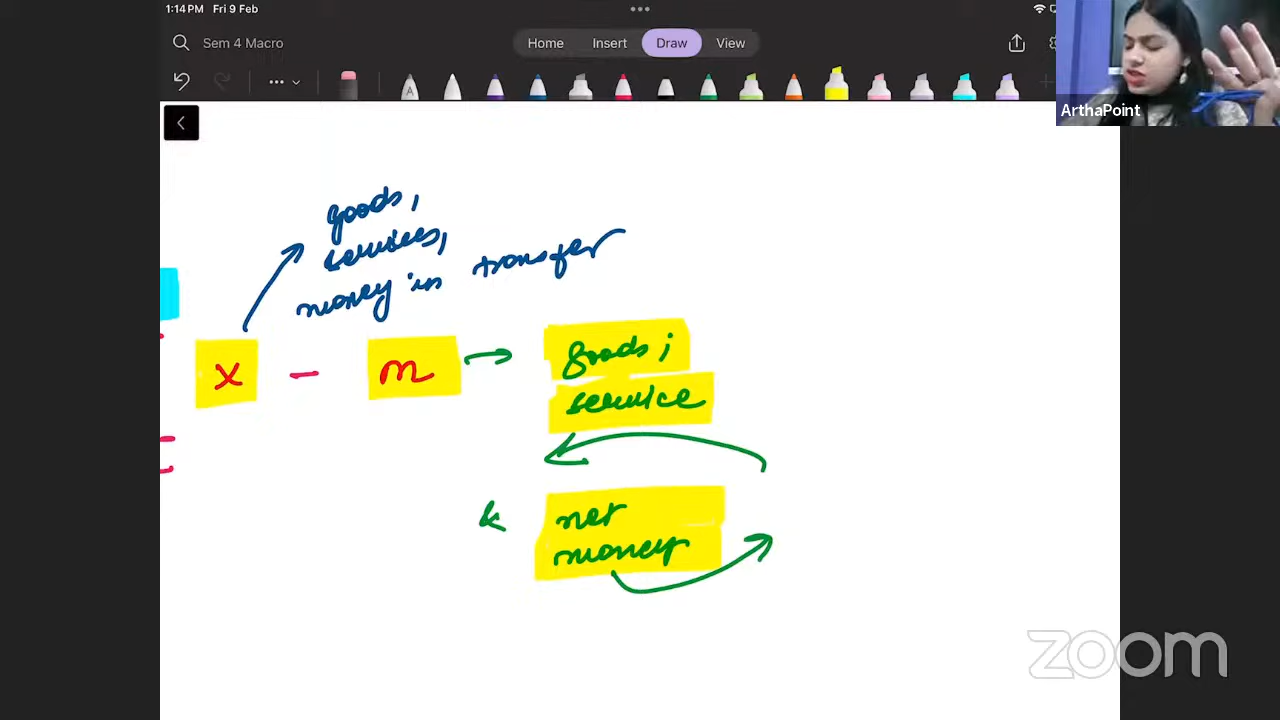 1:14 PM Fri 9 Feb
Sem 4 Macro
Home Insert Draw View
A
ArthaPoint
goods,
services,
money in transfer
x - m → goods;
service
& net
money
zoom